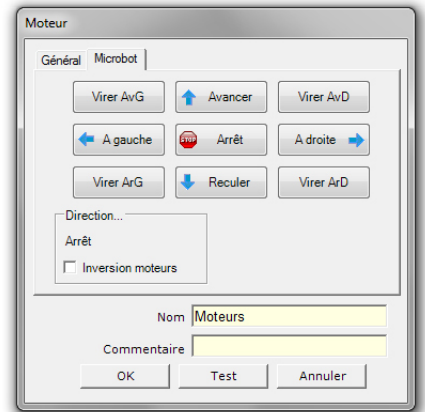 Moteur
Général Microbot
Virer AvG Avancer Virer AvD
A gauche STOP Arrêt A droite
Virer ArG Reculer Virer ArD
Direction...
Arrêt
Inversion moteurs
Nom Moteurs
Commentaire
OK Test Annuler